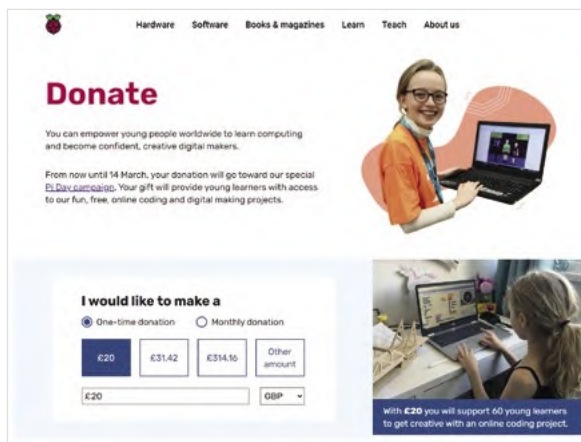 Hardware Software Books & magazines Learn Teach About us
Donate
You can empower young people worldwide to learn computing
and become confident, creative digital makers.
From now until 14 March, your donation will go toward our special
Pi Day campaign. Your gift will provide young learners with access
to our fun, free, online coding and digital making projects.
I would like to make a
One-time donation Monthly donation
£20 £31.42 £314.16 Other
amount
£20 GBP
With £20 you will support 60 young learners
to get creative with an online coding project.